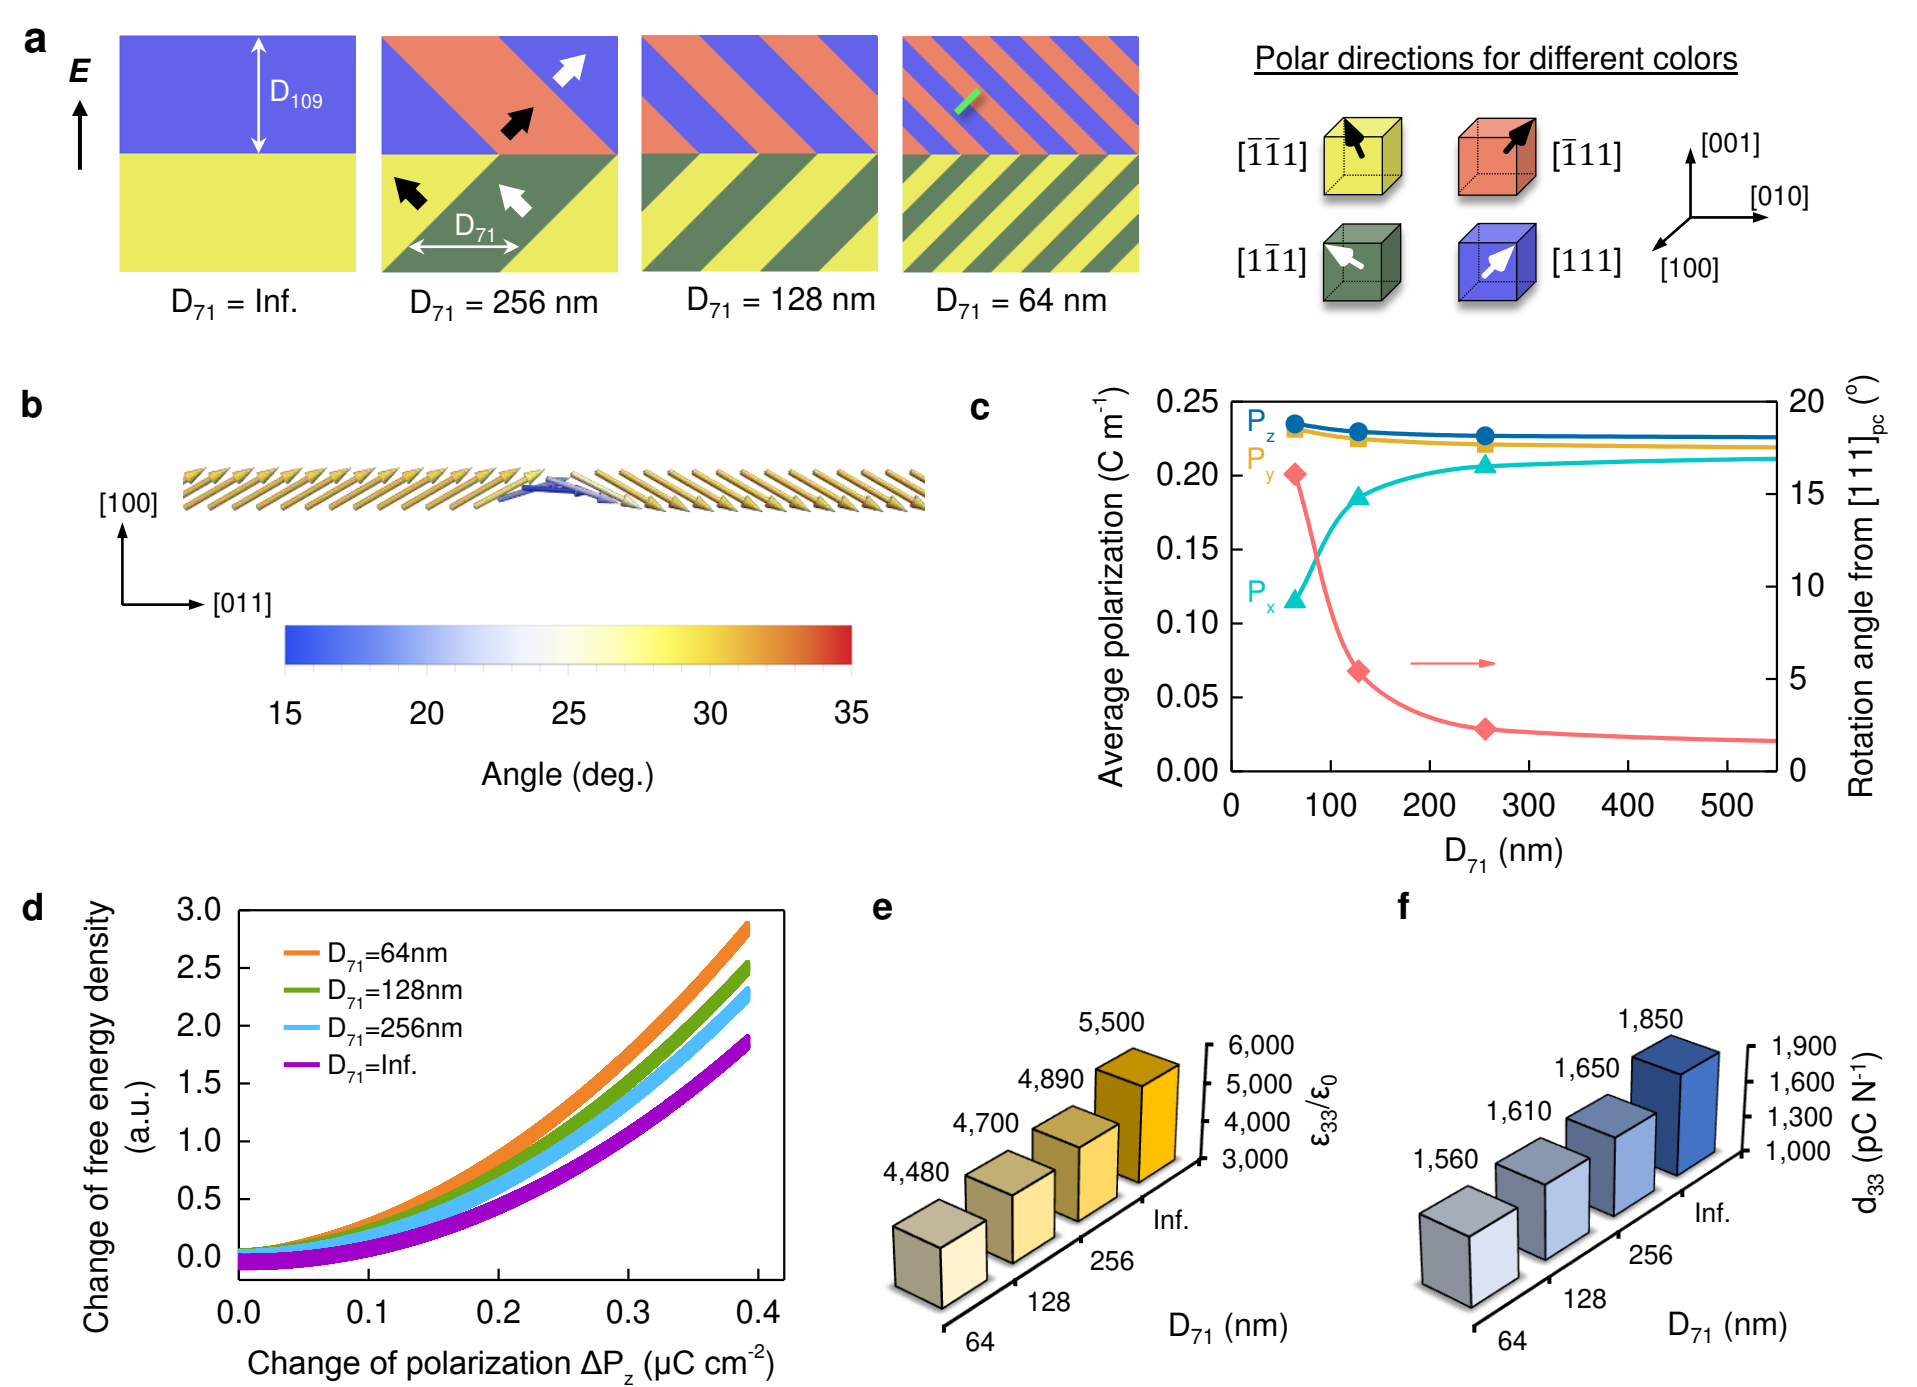 a
E
D109
D71
D71 = Inf.
D71 = 256 nm
D71 = 128 nm
D71 = 64 nm
Polar directions for different colors
[1̅1̅1]
[1̅11]
[11̅1]
[111]
[001]
[010]
[100]
b
[100]
[011]
15 20 25 30 35
Angle (deg.)
c
Average polarization (C m-1)
0.25
0.20
0.15
0.10
0.05
0.00
Pz
Py
Px
20
15
10
5
0
Rotation angle from [111]pc (o)
0 100 200 300 400 500
D71 (nm)
d
Change of free energy density
(a.u.)
3.0
2.5
2.0
1.5
1.0
0.5
0.0
D71=64nm
D71=128nm
D71=256nm
D71=Inf.
0.0 0.1 0.2 0.3 0.4
Change of polarization ΔPz (μC cm-2)
e
5,500
4,890
4,700
4,480
6,000
5,000
4,000
3,000
ε33/ε0
Inf.
256
128
64
D71 (nm)
f
1,850
1,650
1,610
1,560
1,900
1,600
1,300
1,000
d33 (pC N-1)
Inf.
256
128
64
D71 (nm)